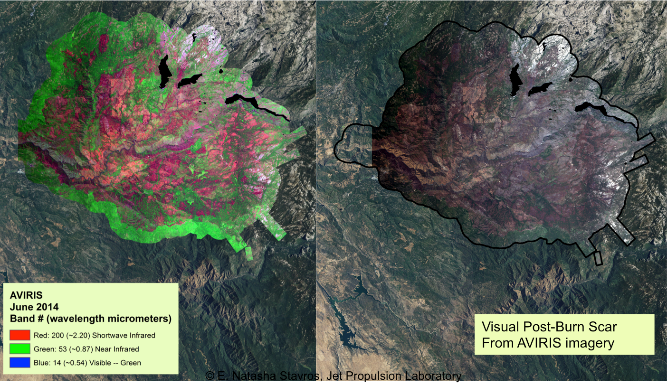 AVIRIS
June 2014
Band # (wavelength micrometers)
Red: 200 (~2.20) Shortwave Infrared
Green: 53 (~0.87) Near Infrared
Blue: 14 (~0.54) Visible -- Green
Visual Post-Burn Scar
From AVIRIS imagery
© E. Natasha Stavros, Jet Propulsion Laboratory